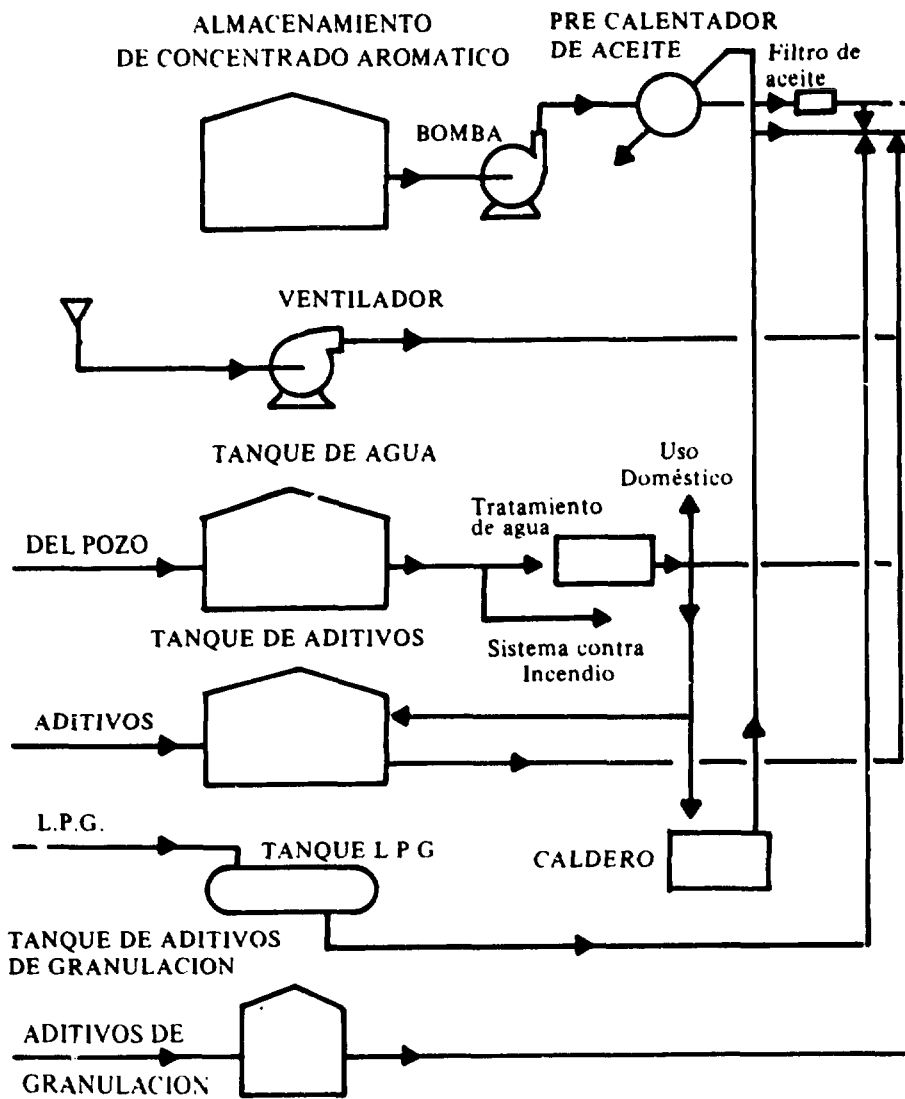 ALMACENAMIENTO
DE CONCENTRADO AROMATICO
PRE CALENTADOR
DE ACEITE
Filtro de
aceite
BOMBA
VENTILADOR
TANQUE DE AGUA
Uso
Doméstico
Tratamiento
de agua
DEL POZO
Sistema contra
Incendio
TANQUE DE ADITIVOS
ADITIVOS
L.P.G.
TANQUE L P G
CALDERO
TANQUE DE ADITIVOS
DE GRANULACION
ADITIVOS DE
GRANULACION